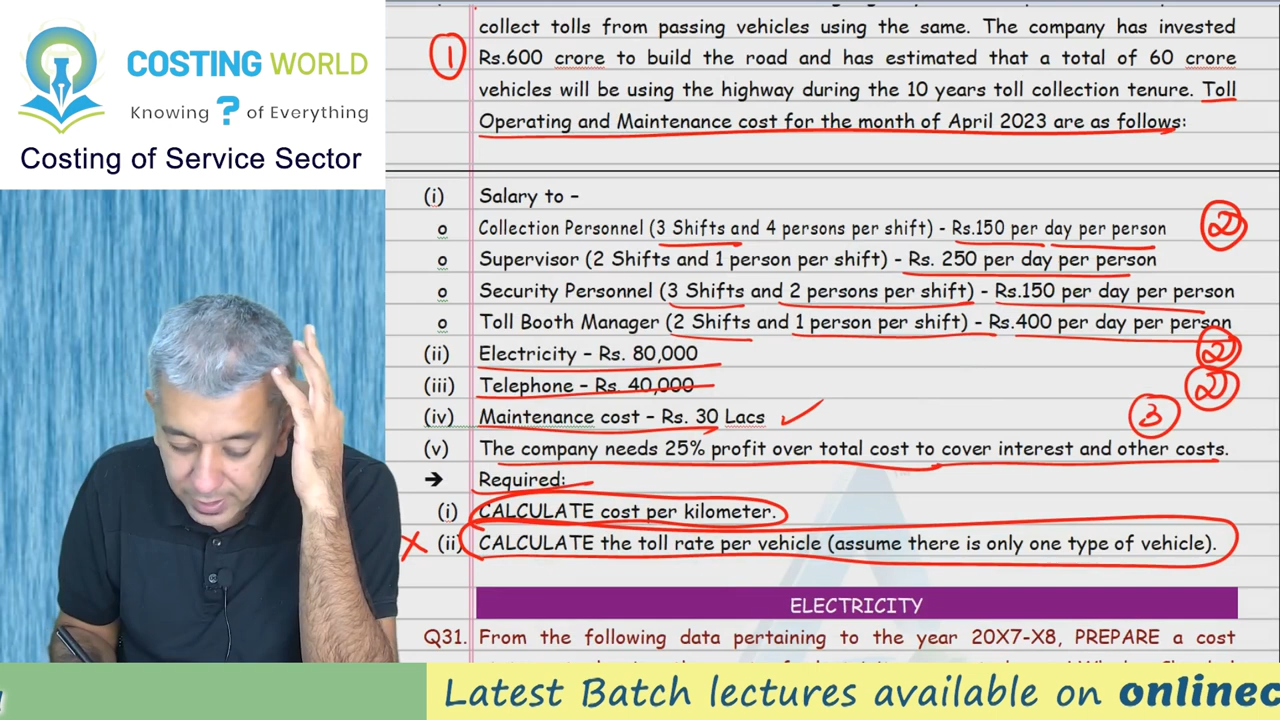 collect tolls from passing vehicles using the same. The company has invested
Rs.600 crore to build the road and has estimated that a total of 60 crore
vehicles will be using the highway during the 10 years toll collection tenure. Toll
Operating and Maintenance cost for the month of April 2023 are as follows:
1
COSTING WORLD
Knowing ? of Everything
Costing of Service Sector
(i) Salary to –
o Collection Personnel (3 Shifts and 4 persons per shift) - Rs.150 per day per person 2
o Supervisor (2 Shifts and 1 person per shift) - Rs. 250 per day per person
o Security Personnel (3 Shifts and 2 persons per shift) - Rs.150 per day per person
o Toll Booth Manager (2 Shifts and 1 person per shift) - Rs.400 per day per person
(ii) Electricity – Rs. 80,000 2
(iii) Telephone – Rs. 40,000 2
(iv) Maintenance cost – Rs. 30 Lacs 3
(v) The company needs 25% profit over total cost to cover interest and other costs.
→ Required:
(i) CALCULATE cost per kilometer.
(ii) CALCULATE the toll rate per vehicle (assume there is only one type of vehicle).
ELECTRICITY
Q31. From the following data pertaining to the year 20X7-X8, PREPARE a cost
Latest Batch lectures available on onlinec